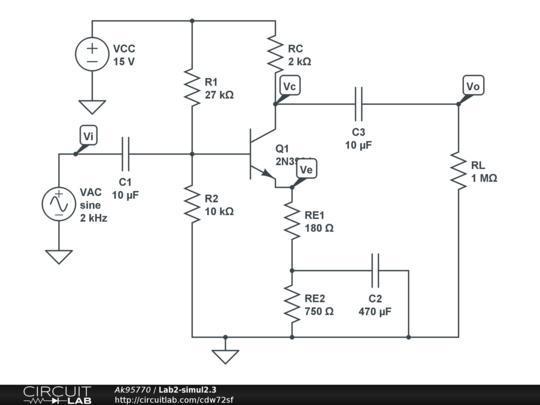 VCC
15 V
RC
2 kΩ
R1
27 kΩ
Vc
Vo
C3
10 µF
Vi
C1
10 µF
VAC
sine
2 kHz
Q1
Ve
R2
10 kΩ
RL
1 MΩ
RE1
180 Ω
C2
470 µF
RE2
750 Ω
CIRCUIT
LAB
Ak95770 / Lab2-simul2.3
http://circuitlab.com/cdw72sf